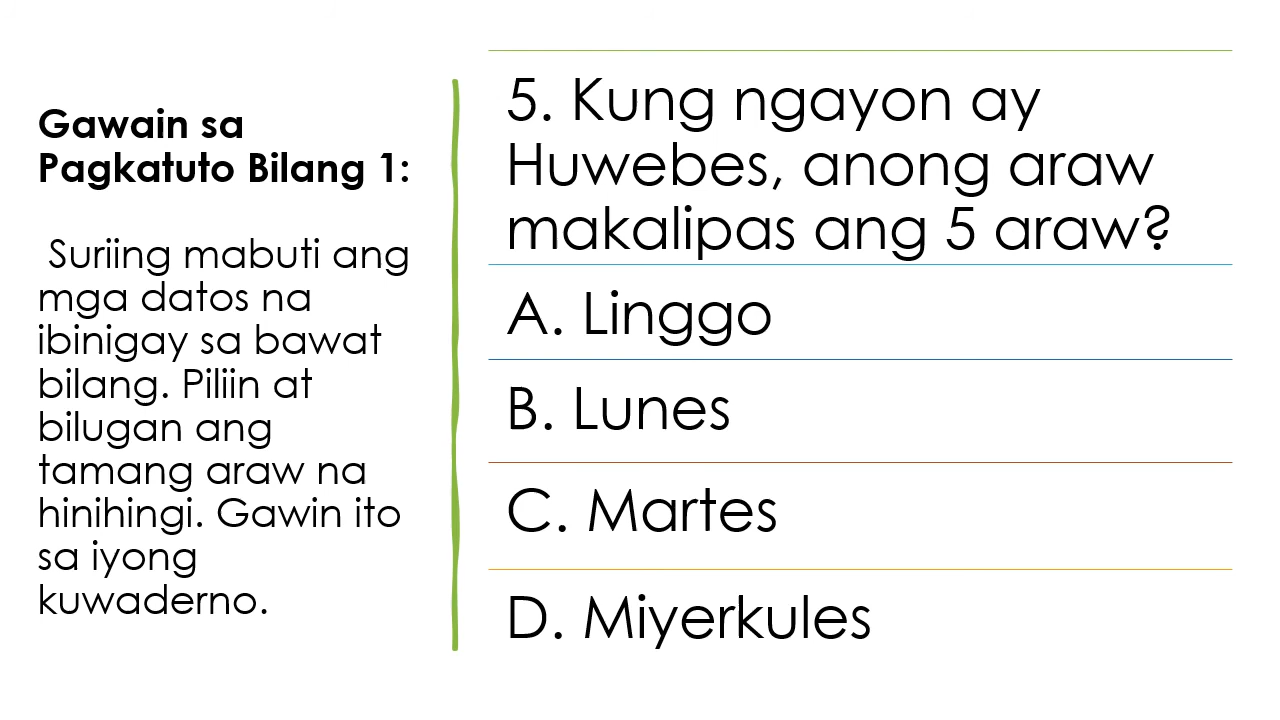 Gawain sa
Pagkatuto Bilang 1:
Suriing mabuti ang
mga datos na
ibinigay sa bawat
bilang. Piliin at
bilugan ang
tamang araw na
hinihingi. Gawin ito
sa iyong
kuwaderno.
5. Kung ngayon ay
Huwebes, anong araw
makalipas ang 5 araw?
A. Linggo
B. Lunes
C. Martes
D. Miyerkules